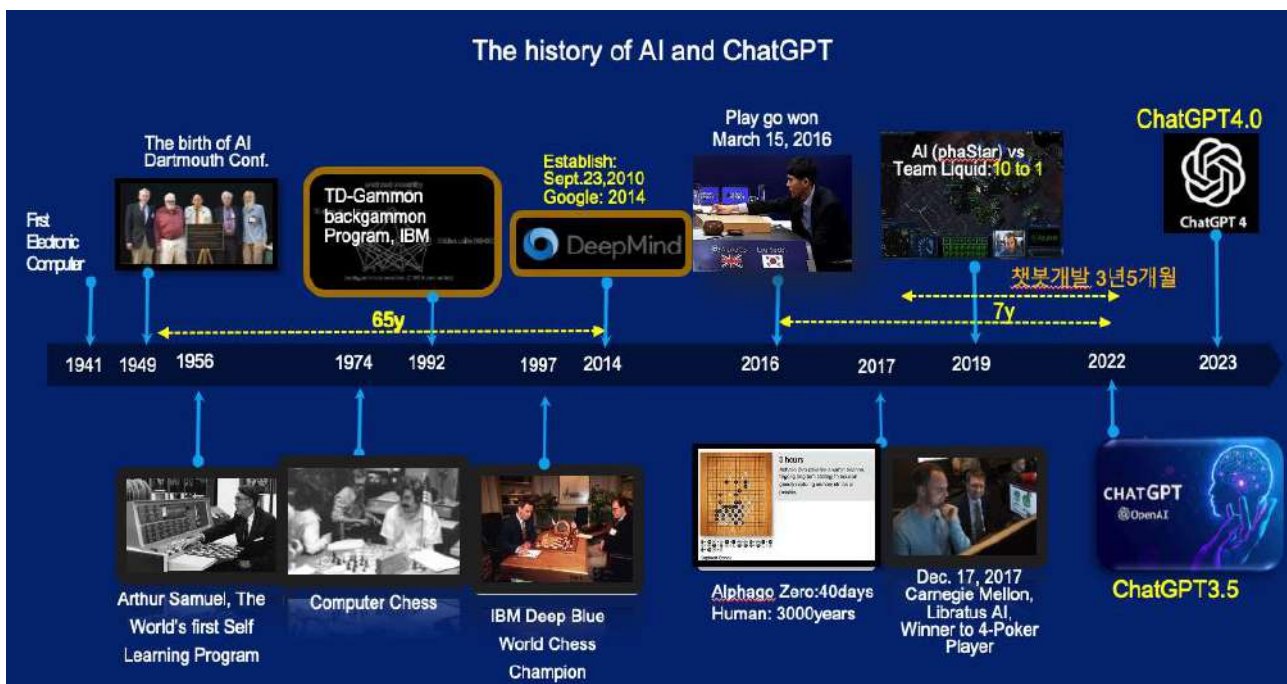 The history of AI and ChatGPT
The birth of AI
Dartmouth Conf.
First
Electronic
Computer
TD-Gammon
backgammon
Program, IBM
Establish:
Sept.23,2010
Google: 2014
DeepMind
Play go won
March 15, 2016
AI (phaStar) vs
Team Liquid:10 to 1
ChatGPT4.0
ChatGPT 4
챗봇개발 3년5개월
65y
7y
1941
1949
1956
1974
1992
1997
2014
2016
2017
2019
2022
2023
Arthur Samuel, The
World's first Self
Learning Program
Computer Chess
IBM Deep Blue
World Chess
Champion
3 hours
Alphago Zero:40days
Human: 3000years
Dec. 17, 2017
Carnegie Mellon,
Libratus AI,
Winner to 4-Poker
Player
CHATGPT
@OpenAI
ChatGPT3.5